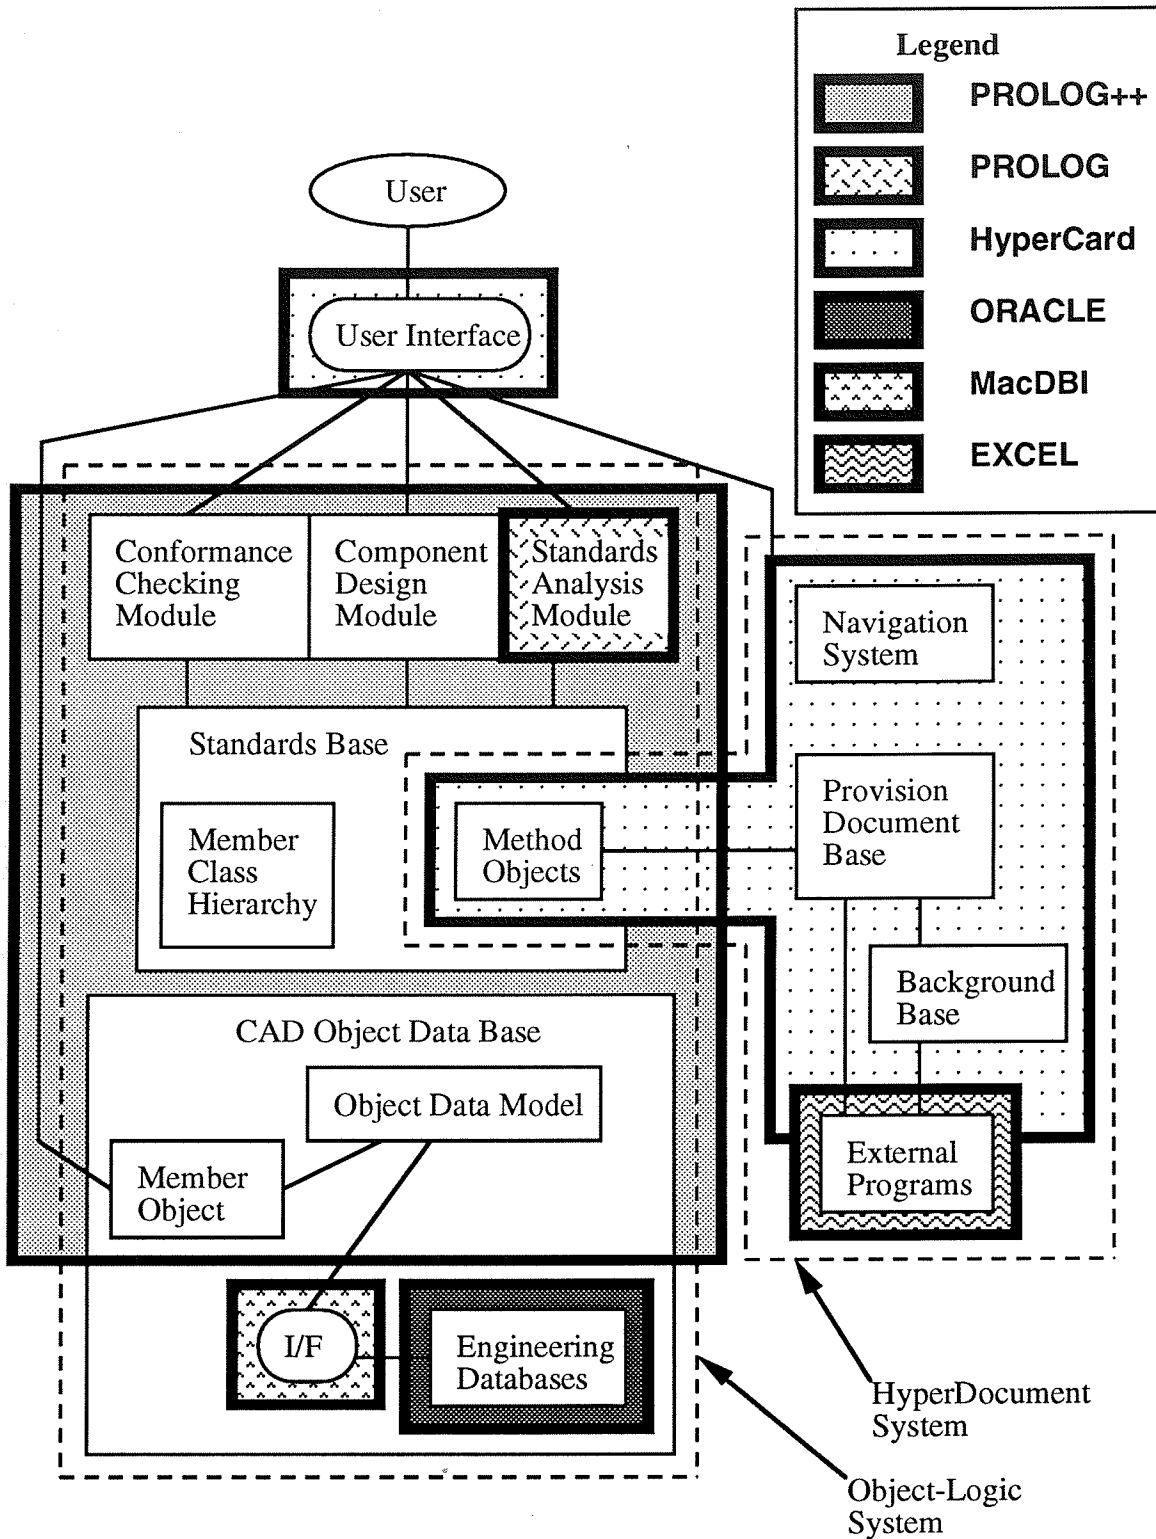 Legend
PROLOG++
PROLOG
HyperCard
ORACLE
MacDBI
EXCEL
User
User Interface
Conformance
Checking
Module
Component
Design
Module
Standards
Analysis
Module
Navigation
System
Standards Base
Member
Class
Hierarchy
Method
Objects
Provision
Document
Base
Background
Base
CAD Object Data Base
Object Data Model
Member
Object
External
Programs
I/F
Engineering
Databases
HyperDocument
System
Object-Logic
System